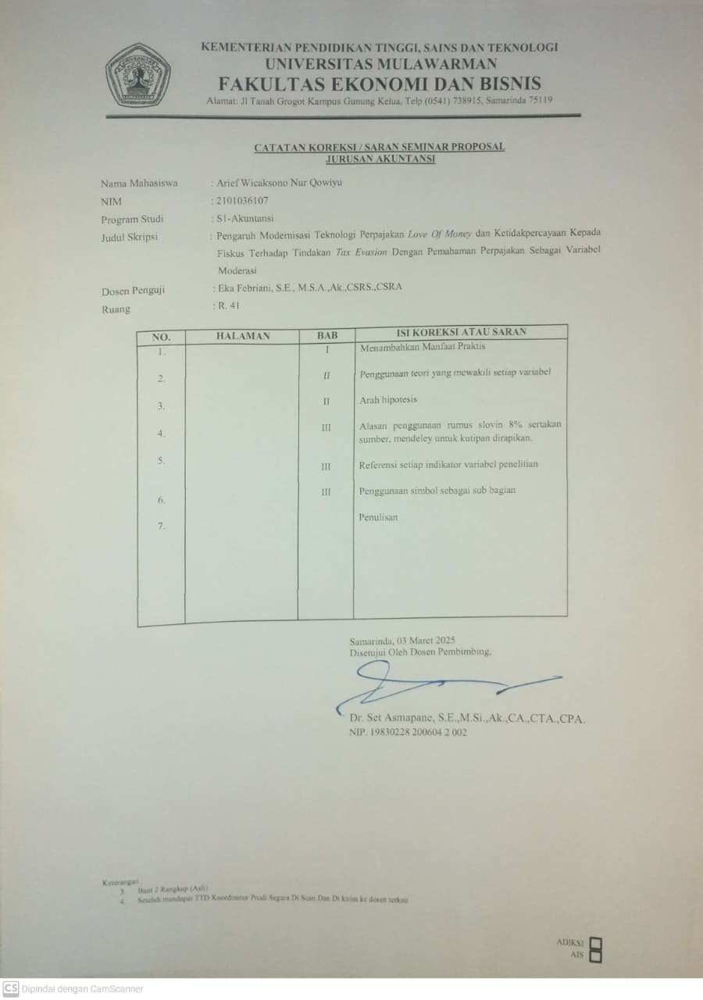 KEMENTERIAN PENDIDIKAN TINGGI, SAINS DAN TEKNOLOGI
UNIVERSITAS MULAWARMAN
FAKULTAS EKONOMI DAN BISNIS
Alamat: Jl Tanah Grogot Kampus Gunung Kelua, Telp (0541) 738915, Samarinda 75119
CATATAN KOREKSI / SARAN SEMINAR PROPOSAL
JURUSAN AKUNTANSI
Nama Mahasiswa : Arief Wicaksono Nur Qowiyu
NIM : 2101036107
Program Studi : S1-Akuntansi
Judul Skripsi : Pengaruh Modernisasi Teknologi Perpajakan Love Of Money dan Ketidakpercayaan Kepada
Fiskus Terhadap Tindakan Tax Evasion Dengan Pemahaman Perpajakan Sebagai Variabel
Moderasi
Dosen Penguji : Eka Febriani, S.E., M.S.A.,Ak.,CSRS.,CSRA
Ruang : R. 41
NO. HALAMAN BAB ISI KOREKSI ATAU SARAN
1. I Menambahkan Manfaat Praktis
2. II Penggunaan teori yang mewakili setiap variabel
3. II Arah hipotesis
4. III Alasan penggunaan rumus slovin 8% sertakan
sumber, mendeley untuk kutipan dirapikan.
5. III Referensi setiap indikator variabel penelitian
6. III Penggunaan simbol sebagai sub bagian
7. Penulisan
Samarinda, 03 Maret 2025
Disetujui Oleh Dosen Pembimbing,
Dr. Set Asmapane, S.E.,M.Si.,Ak.,CA.,CTA.,CPA.
NIP. 19830228 200604 2 002
Keterangan
3. Buat 2 Rangkap (Asli)
4. Setelah mendapat TTD Koordinator Prodi Segera Di Scan Dan Di kirim ke dosen terkait
ADIKSI
AIS
CS Dipindai dengan CamScanner